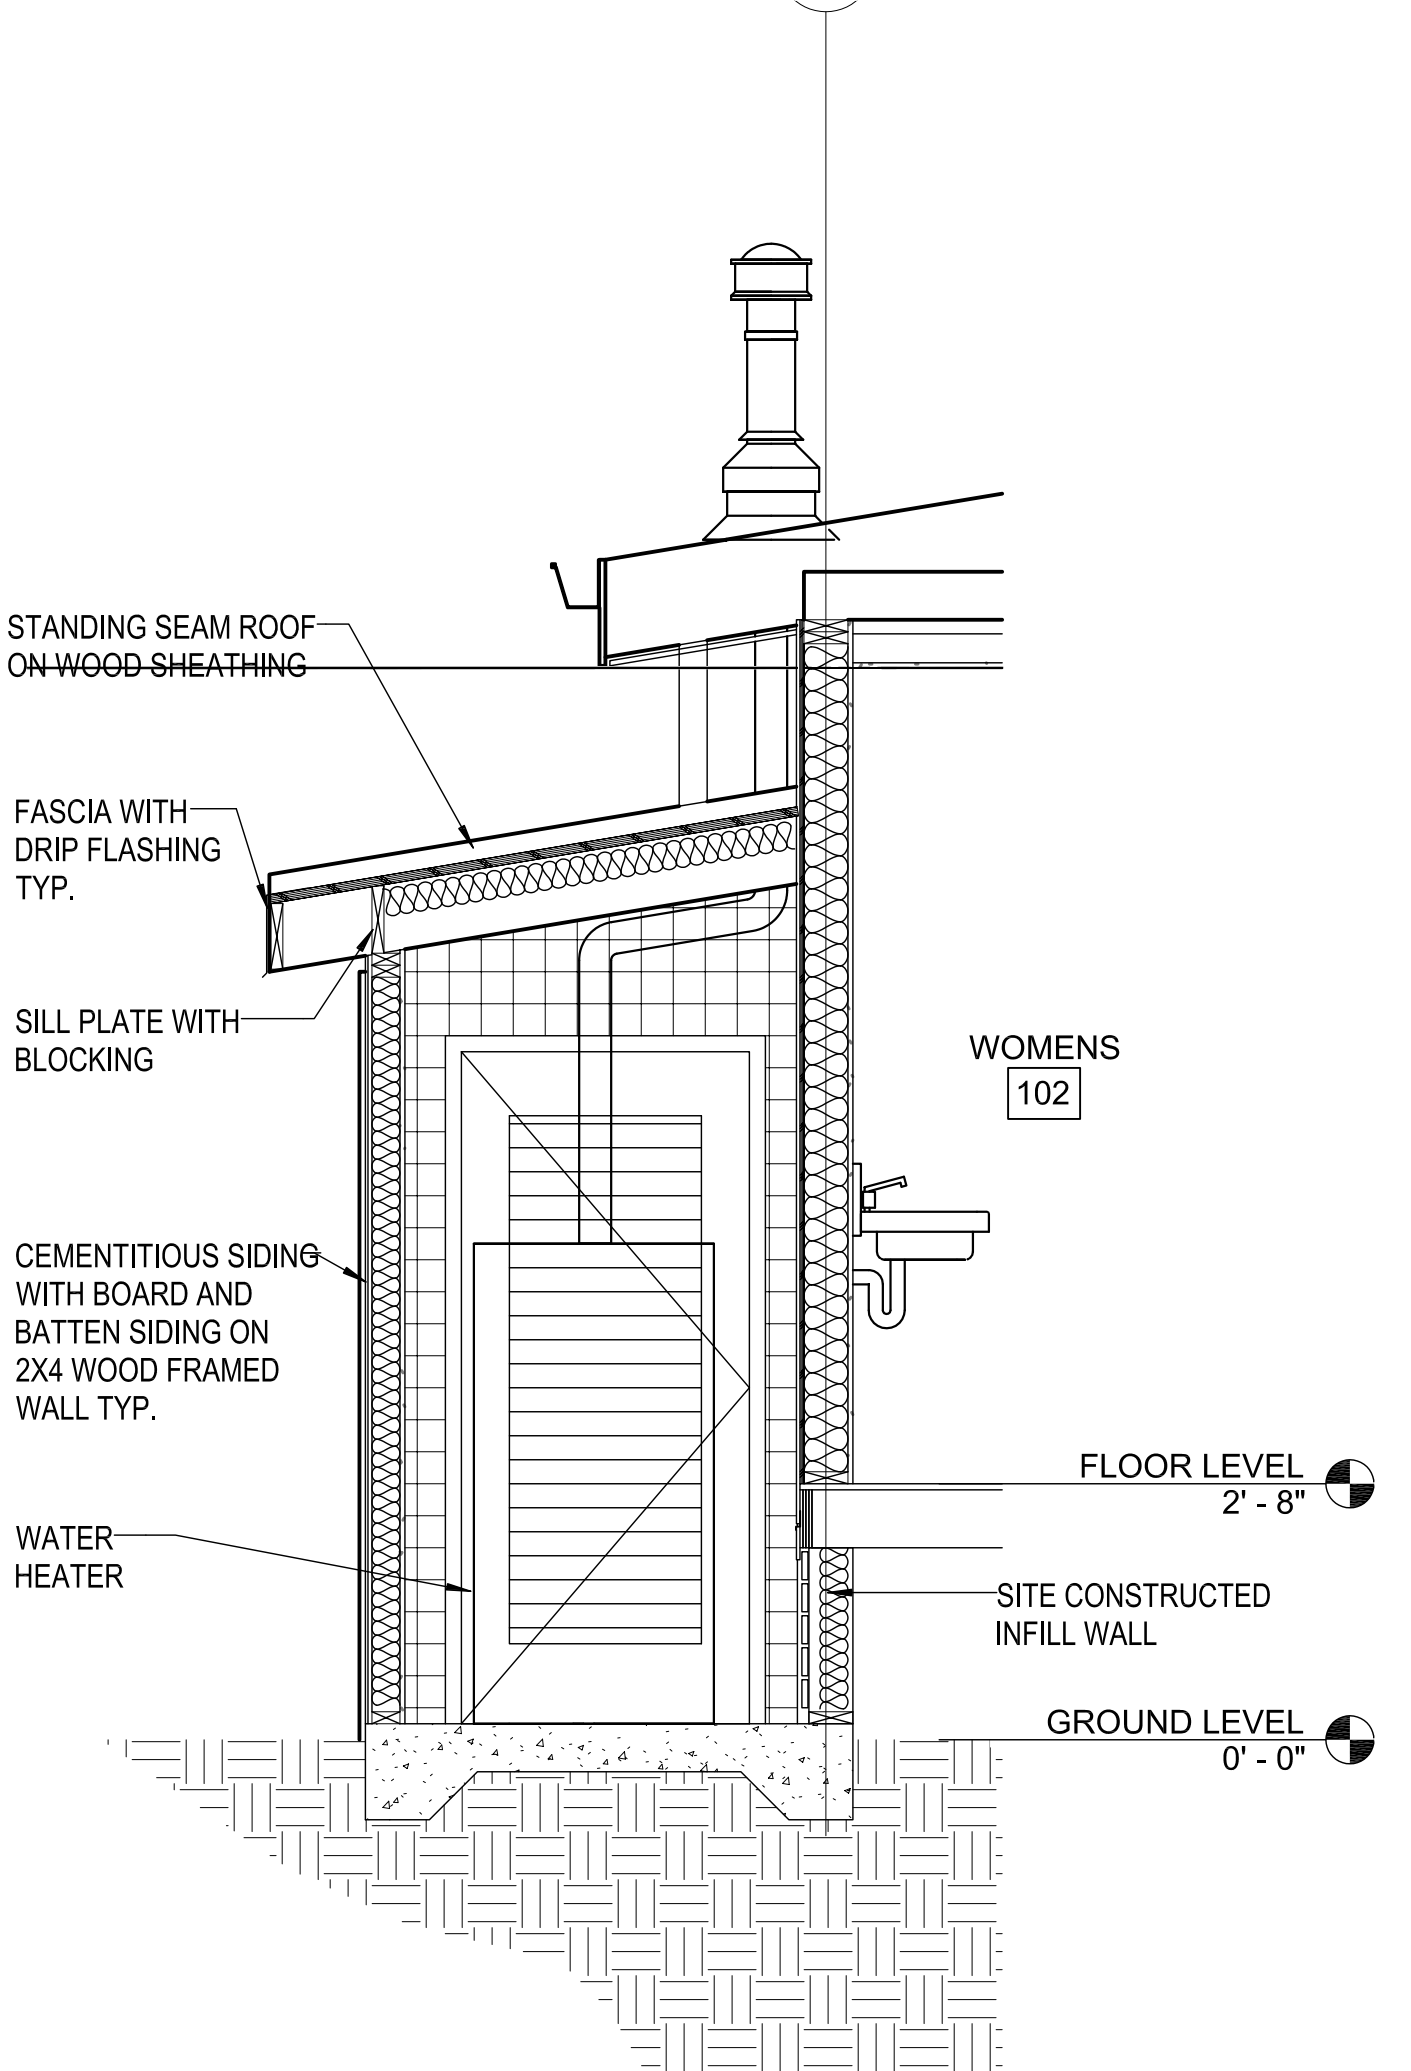 STANDING SEAM ROOF
ON WOOD SHEATHING
FASCIA WITH
DRIP FLASHING
TYP.
SILL PLATE WITH
BLOCKING
WOMENS
102
CEMENTITIOUS SIDING
WITH BOARD AND
BATTEN SIDING ON
2X4 WOOD FRAMED
WALL TYP.
FLOOR LEVEL
2' - 8"
WATER
HEATER
SITE CONSTRUCTED
INFILL WALL
GROUND LEVEL
0' - 0"